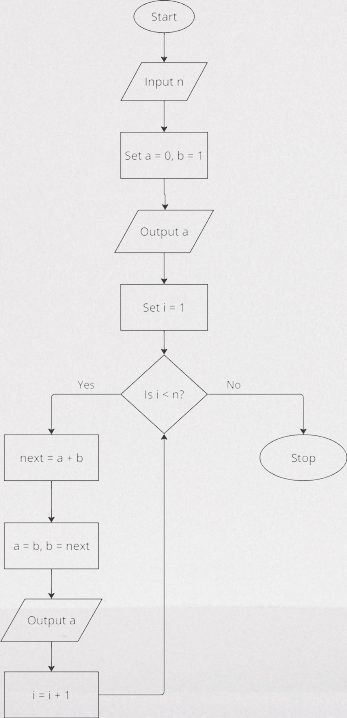 Start
Input n
Set a = 0, b = 1
Output a
Set i = 1
Is i < n?
Yes
No
next = a + b
Stop
a = b, b = next
Output a
i = i + 1